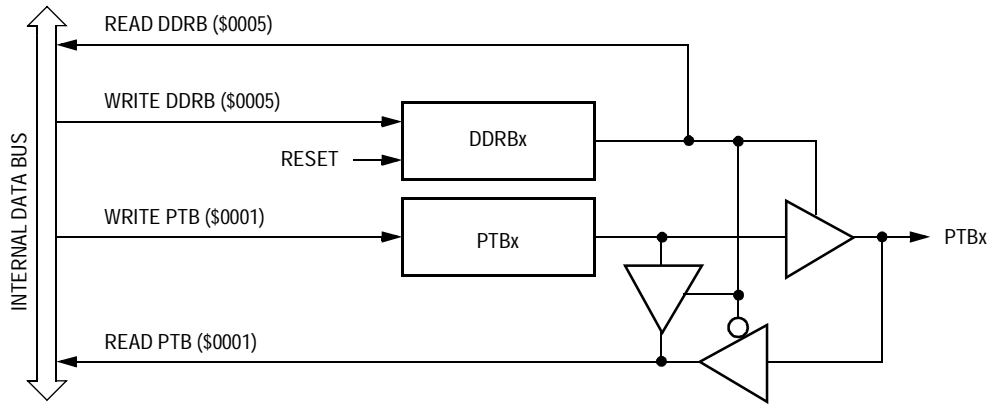 READ DDRB ($0005)
WRITE DDRB ($0005)
DDRBx
RESET
INTERNAL DATA BUS
WRITE PTB ($0001)
PTBx
PTBx
READ PTB ($0001)